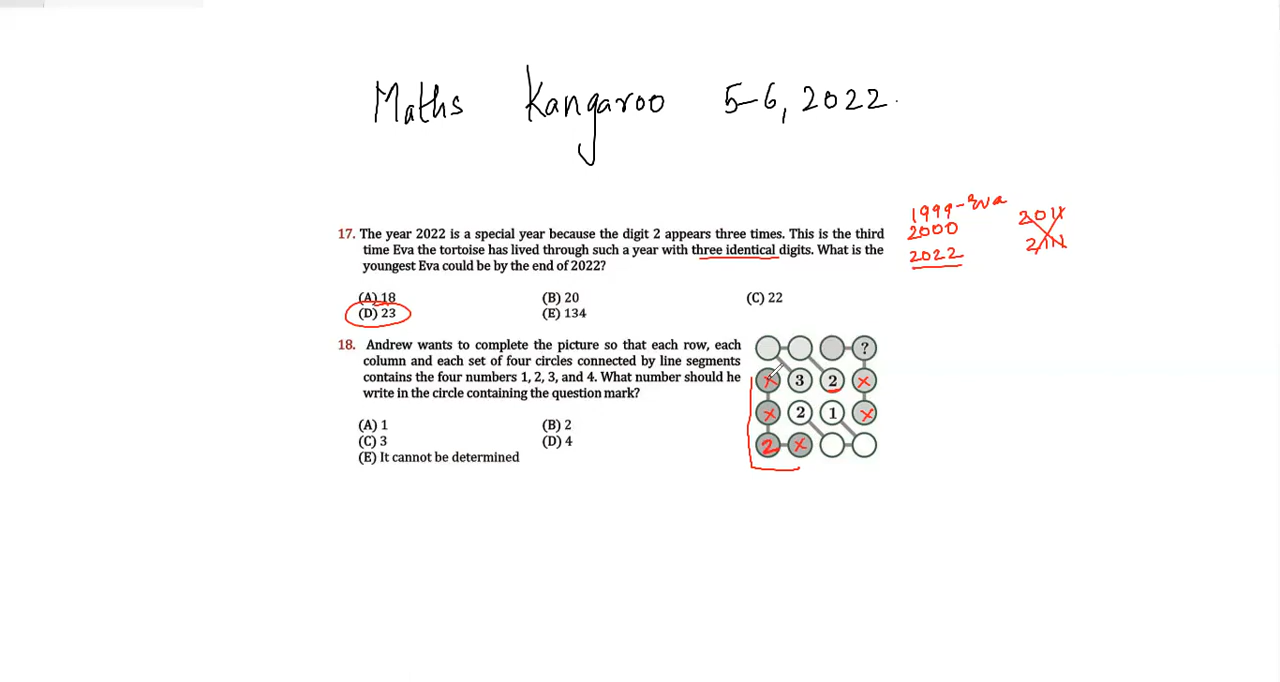 Maths Kangaroo 5-6, 2022.
17. The year 2022 is a special year because the digit 2 appears three times. This is the third
time Eva the tortoise has lived through such a year with three identical digits. What is the
youngest Eva could be by the end of 2022?
1999 - Eva
2000
2022
(A) 18 (B) 20 (C) 22
(D) 23 (E) 134
18. Andrew wants to complete the picture so that each row, each
column and each set of four circles connected by line segments
contains the four numbers 1, 2, 3, and 4. What number should he
write in the circle containing the question mark?
(A) 1 (B) 2
(C) 3 (D) 4
(E) It cannot be determined
?
x 3 2 x
x 2 1 x
2 x